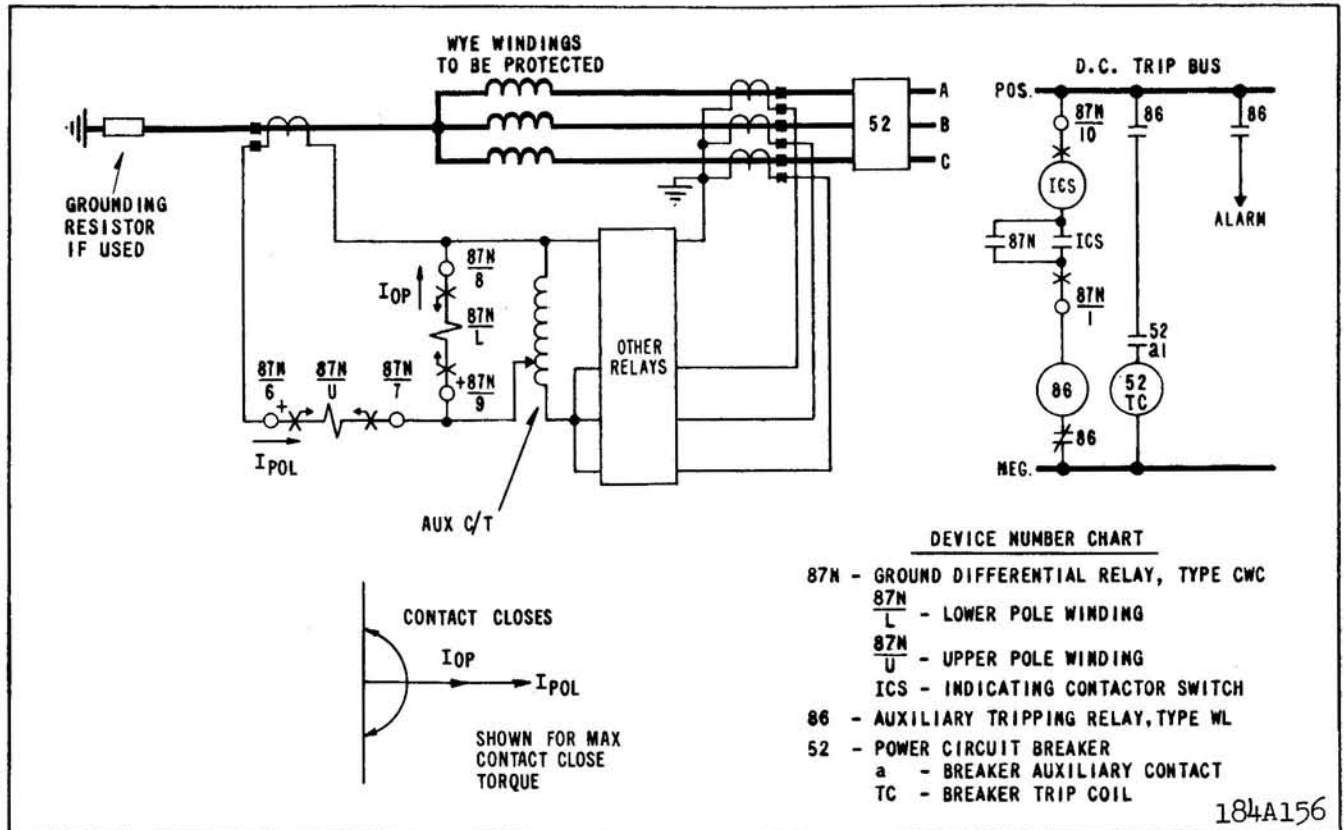 WYE WINDINGS
TO BE PROTECTED
A
B
C
52
GROUNDING
RESISTOR
IF USED
IOP
87N
8
87N
L
+87N
9
87N
6
+
87N
U
87N
7
IPOL
OTHER
RELAYS
AUX C/T
D.C. TRIP BUS
POS.
87N
10
ICS
87N
ICS
87N
1
86
86
86
52
a1
52
TC
86
ALARM
NEG.
CONTACT CLOSES
IOP
IPOL
SHOWN FOR MAX
CONTACT CLOSE
TORQUE
DEVICE NUMBER CHART
87N - GROUND DIFFERENTIAL RELAY, TYPE CWC
87N
L - LOWER POLE WINDING
87N
U - UPPER POLE WINDING
ICS - INDICATING CONTACTOR SWITCH
86 - AUXILIARY TRIPPING RELAY, TYPE WL
52 - POWER CIRCUIT BREAKER
a - BREAKER AUXILIARY CONTACT
TC - BREAKER TRIP COIL
184A156